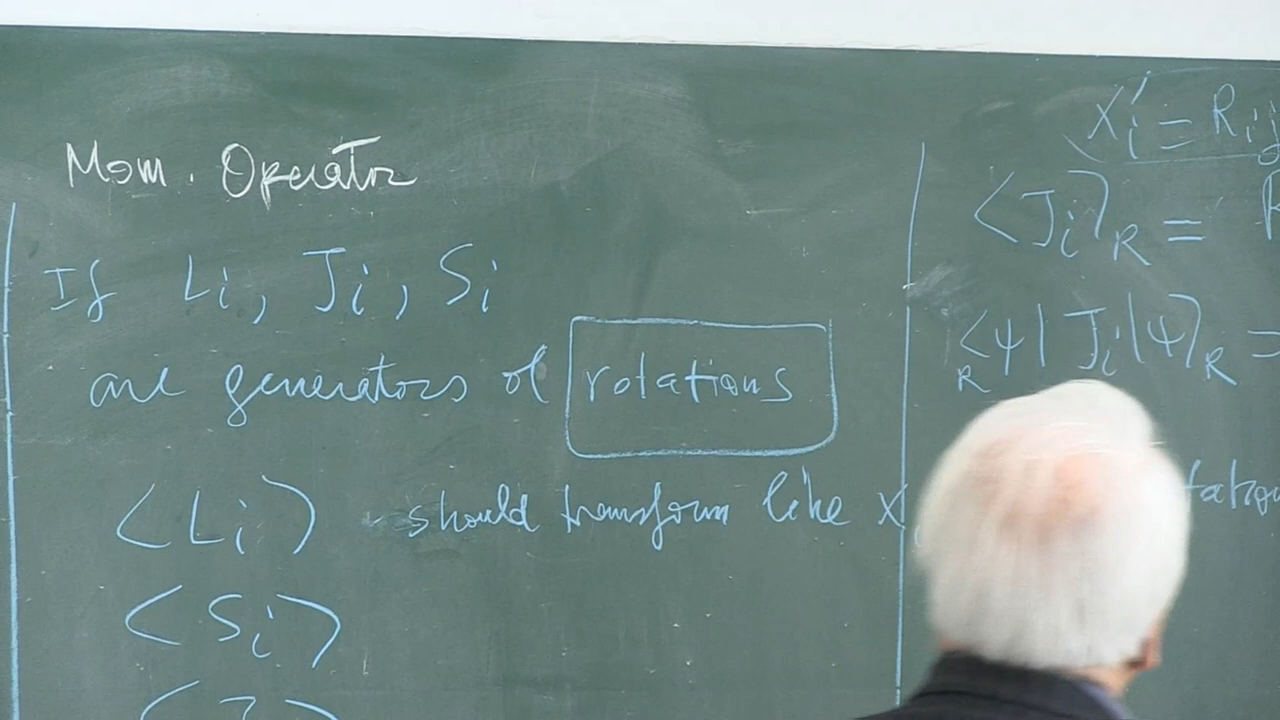 Mom. Operator
If Li, Ji, Si
are generators of rotations
<Li> should transform like x
<Si>
x'i = Rij
<Ji>R =
R<ψ|Ji|ψ>R =